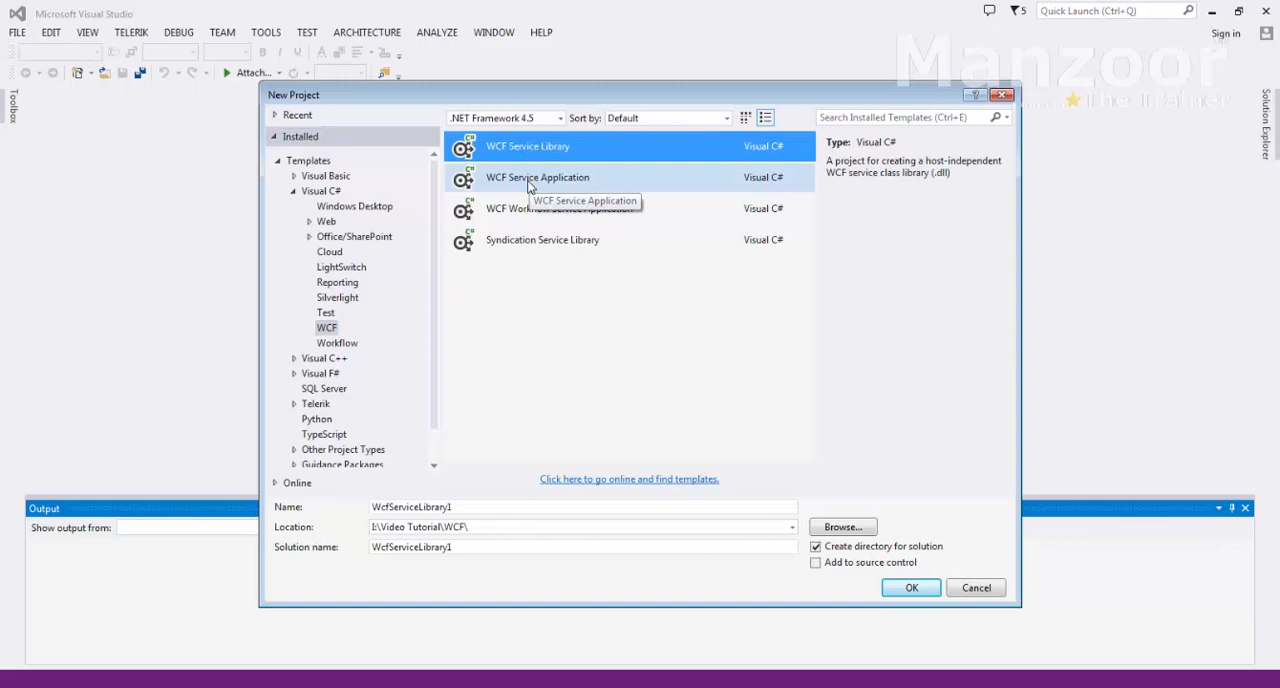 Microsoft Visual Studio
5
Quick Launch (Ctrl+Q)
FILE EDIT VIEW TELERIK DEBUG TEAM TOOLS TEST ARCHITECTURE ANALYZE WINDOW HELP
Sign in
Attach...
Manzoor
......The Trainer
Toolbox
Solution Explorer
New Project
Recent
.NET Framework 4.5
Sort by:
Default
Search Installed Templates (Ctrl+E)
Installed
Templates
Visual Basic
Visual C#
Windows Desktop
Web
Office/SharePoint
Cloud
LightSwitch
Reporting
Silverlight
Test
WCF
Workflow
Visual C++
Visual F#
SQL Server
Telerik
Python
TypeScript
Other Project Types
Guidance Packages
Online
WCF Service Library Visual C#
WCF Service Application Visual C#
WCF Service Application
WCF Workflow Service Application Visual C#
Syndication Service Library Visual C#
Type: Visual C#
A project for creating a host-independent
WCF service class library (.dll)
Click here to go online and find templates.
Name: WcfServiceLibrary1
Location: I:\Video Tutorial\WCF\
Browse...
Solution name: WcfServiceLibrary1
Create directory for solution
Add to source control
OK Cancel
Output
Show output from: